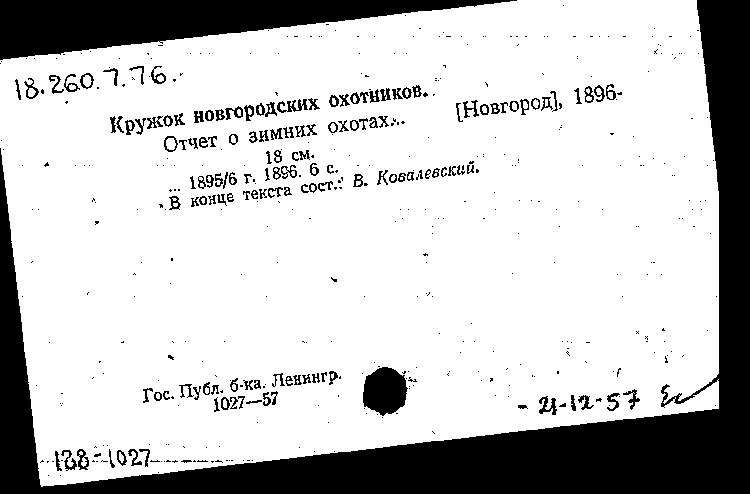 18.260.7.76.
Кружок новгородских охотников.
Отчет о зимних охотах... [Новгород], 1896-
18 см.
... 1895/6 г. 1896. 6 с.
В конце текста сост.: В. Ковалевский.
Гос. Публ. б-ка. Ленингр.
1027—57
- 21-12-57
188-1027